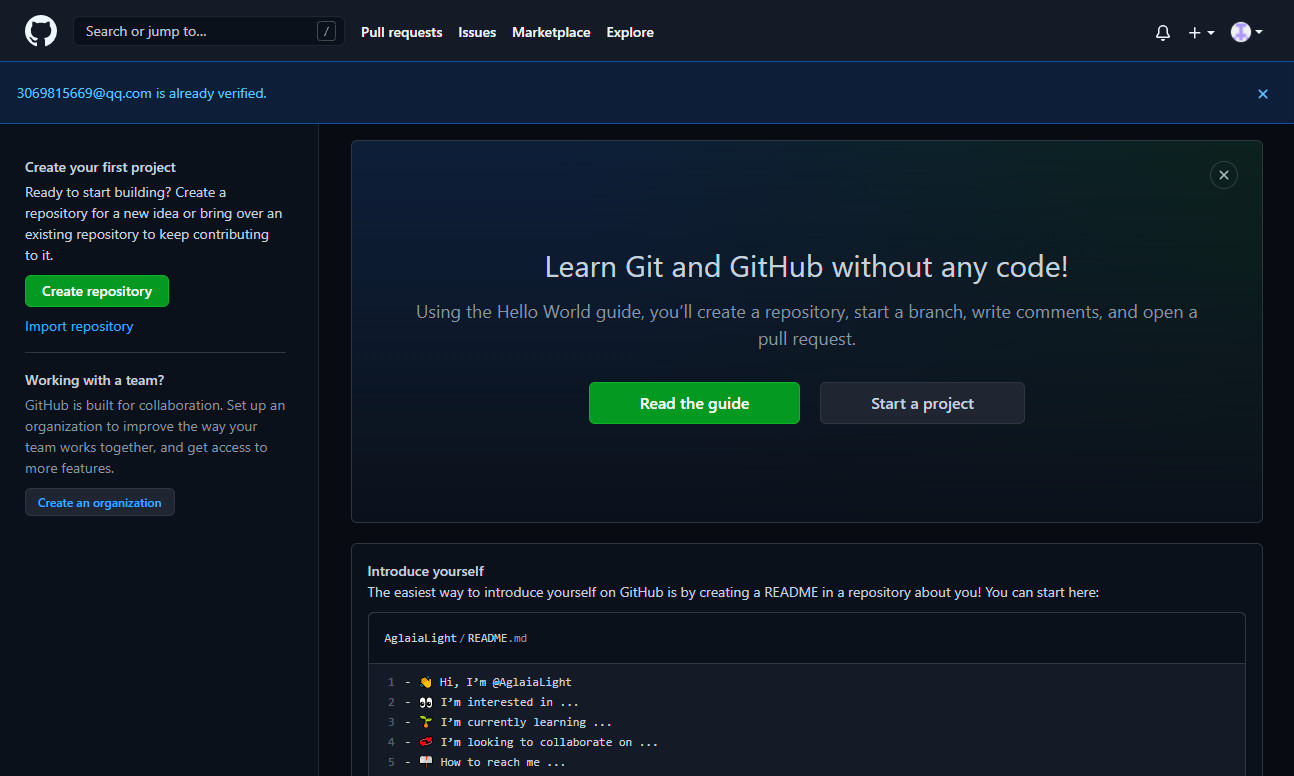 Search or jump to...
/
Pull requests
Issues
Marketplace
Explore
3069815669@qq.com is already verified.
Create your first project
Ready to start building? Create a
repository for a new idea or bring over an
existing repository to keep contributing
to it.
Create repository
Import repository
Working with a team?
GitHub is built for collaboration. Set up an
organization to improve the way your
team works together, and get access to
more features.
Create an organization
Learn Git and GitHub without any code!
Using the Hello World guide, you’ll create a repository, start a branch, write comments, and open a
pull request.
Read the guide
Start a project
Introduce yourself
The easiest way to introduce yourself on GitHub is by creating a README in a repository about you! You can start here:
AglaiaLight/README.md
1 - 👋 Hi, I’m @AglaiaLight
2 - 👀 I’m interested in ...
3 - 🌱 I’m currently learning ...
4 - 💞️ I’m looking to collaborate on ...
5 - 📫 How to reach me ...